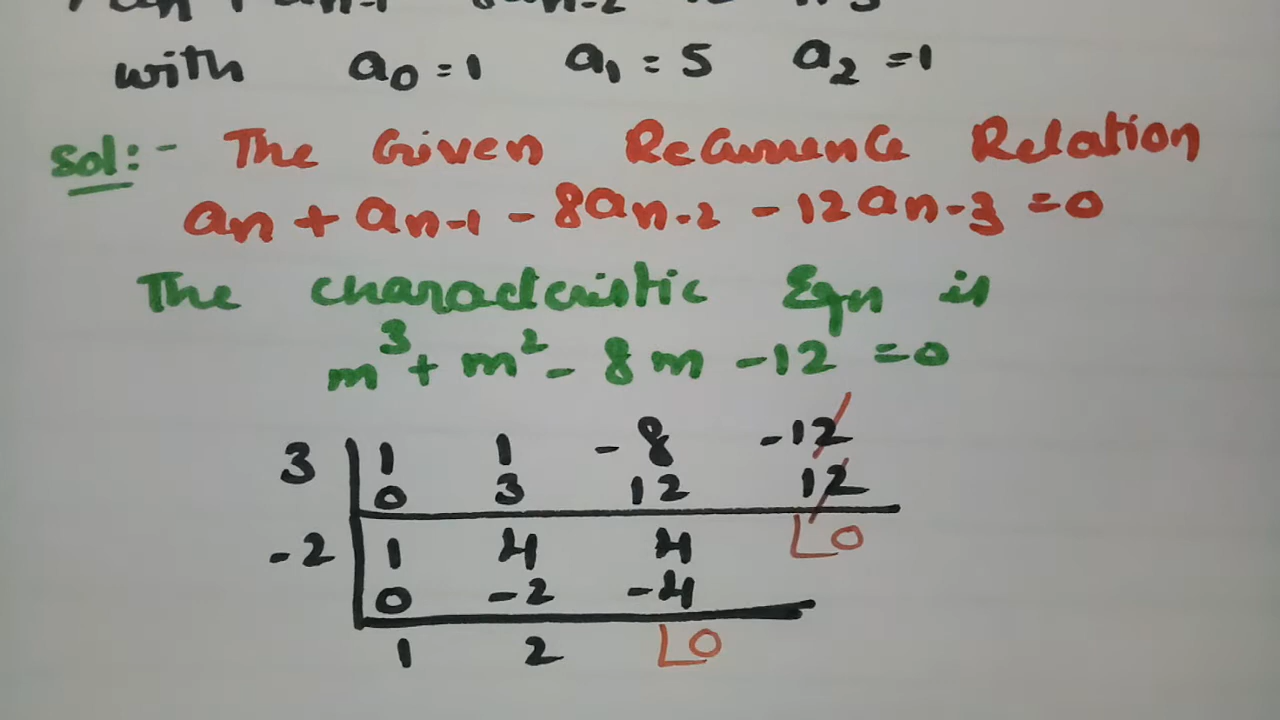 with a0 = 1 a1 = 5 a2 = 1
Sol:- The Given Recurrence Relation
an + an-1 - 8an-2 - 12an-3 = 0
The characteristic Eqn is
m³ + m² - 8m - 12 = 0
3 | 1 1 -8 -12
0 3 12 12
-2 | 1 4 4 0
0 -2 -4
1 2 0